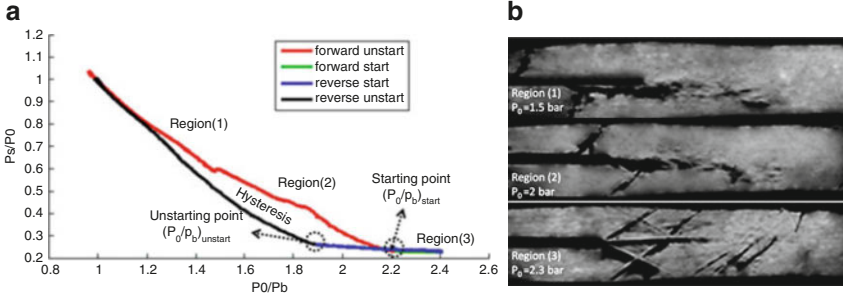 a
1.2
1.1
1
0.9
0.8
0.7
0.6
0.5
0.4
0.3
0.2
Ps/P0
0.8
1
1.2
1.4
1.6
1.8
2
2.2
2.4
2.6
P0/Pb
forward unstart
forward start
reverse start
reverse unstart
Region(1)
Region(2)
Hysteresis
Starting point
(P0/pb)start
Unstarting point
(P0/pb)unstart
Region(3)
b
Region (1)
P0=1.5 bar
Region (2)
P0=2 bar
Region (3)
P0=2.3 bar